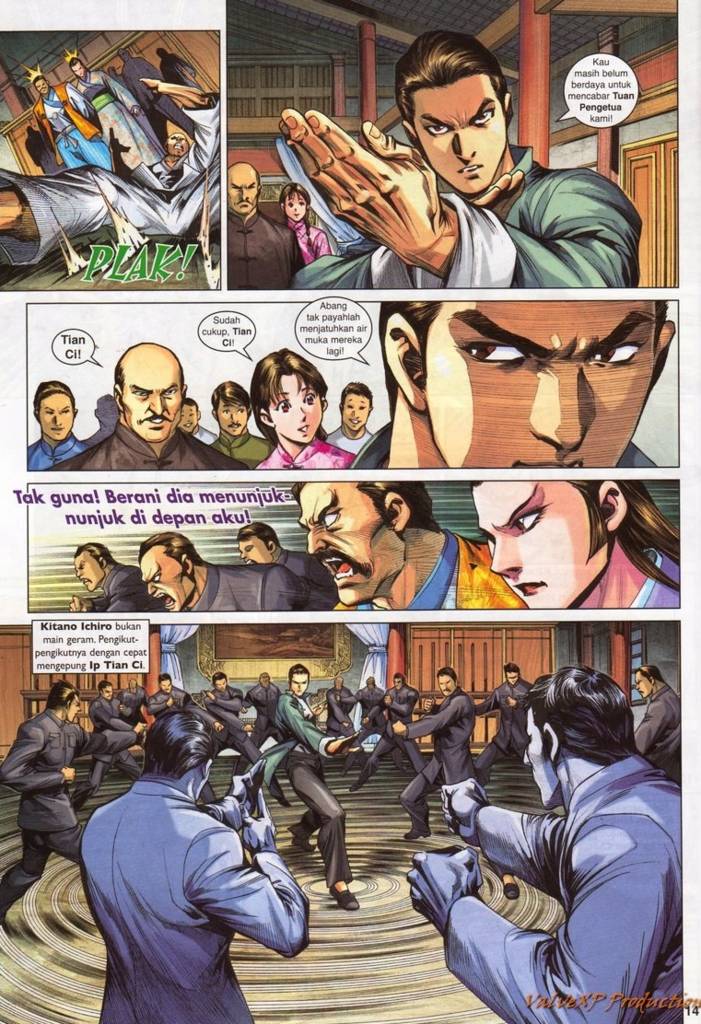 PLAK!
Kau
masih belum
berdaya untuk
mencabar Tuan
Pengetua
kami!
Tian
Ci!
Sudah
cukup, Tian
Ci!
Abang
tak payahlah
menjatuhkan air
muka mereka
lagi!
Tak guna! Berani dia menunjuk-
nunjuk di depan aku!
Kitano Ichiro bukan
main geram. Pengikut-
pengikutnya dengan cepat
mengepung Ip Tian Ci.
ValVeXP Production
14